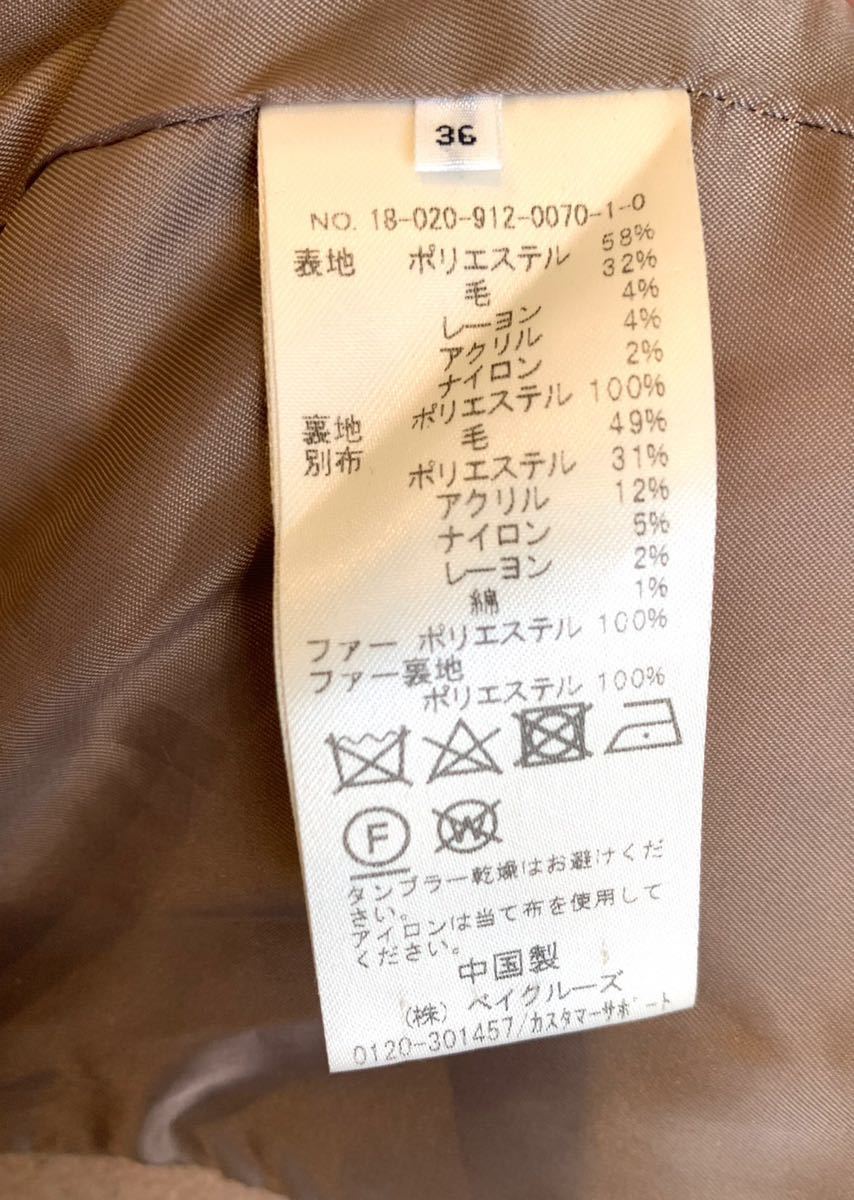 36
NO. 18-020-912-0070-1-0
表地 ポリエステル 58%
毛 32%
レーヨン 4%
アクリル 4%
ナイロン 2%
裏地 ポリエステル 100%
別布 毛 49%
ポリエステル 31%
アクリル 12%
ナイロン 5%
レーヨン 2%
綿 1%
ファー ポリエステル 100%
ファー裏地
ポリエステル 100%
F
W
タンブラー乾燥はお避けくだ
さい。
アイロンは当て布を使用して
ください。
中国製
(株) ベイクルーズ
0120-301457/カスタマーサポート